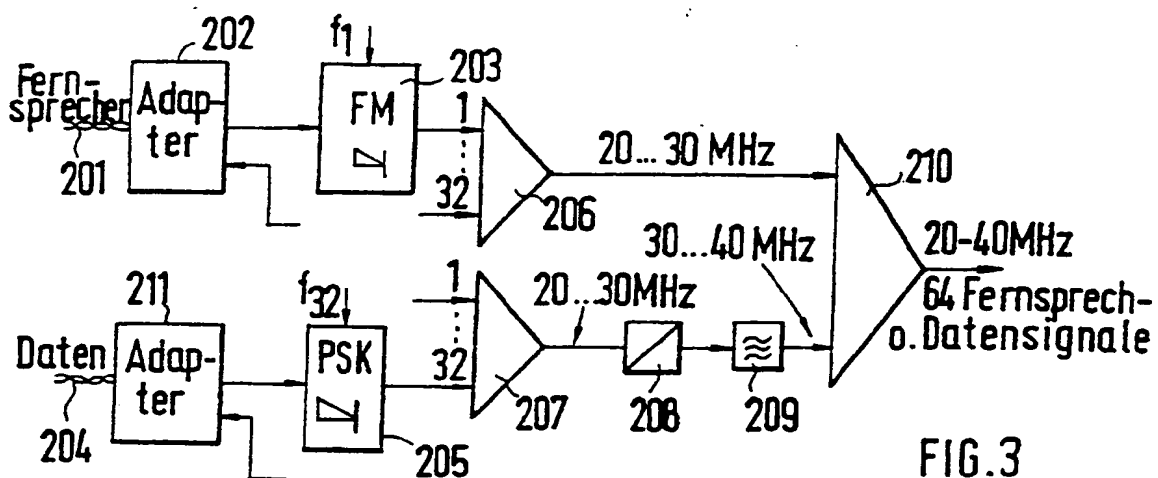 202
Fern-
sprecher
Adap-
ter
201
f1
203
FM
1
32
206
20...30 MHz
210
30...40 MHz
20-40MHz
64 Fernsprech-
o. Datensignale
211
Daten
Adap-
ter
204
f32
PSK
205
1
32
207
20...30MHz
208
209
FIG.3